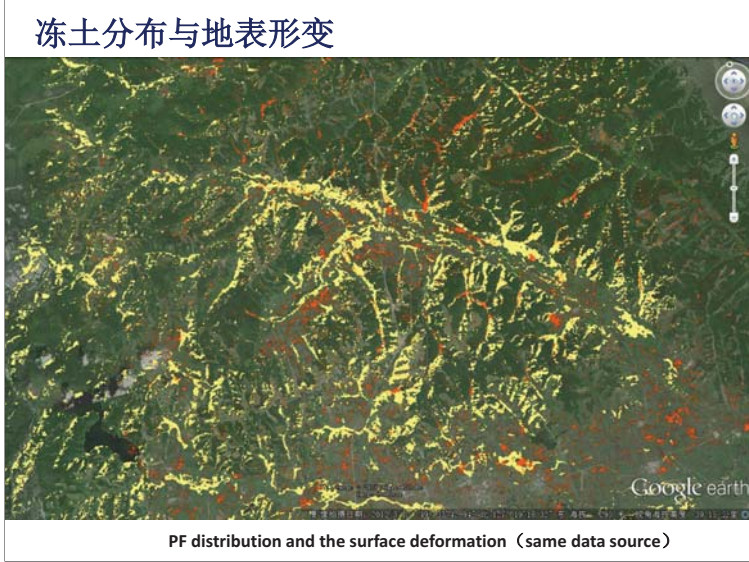 冻土分布与地表形变
Google earth
PF distribution and the surface deformation（same data source）